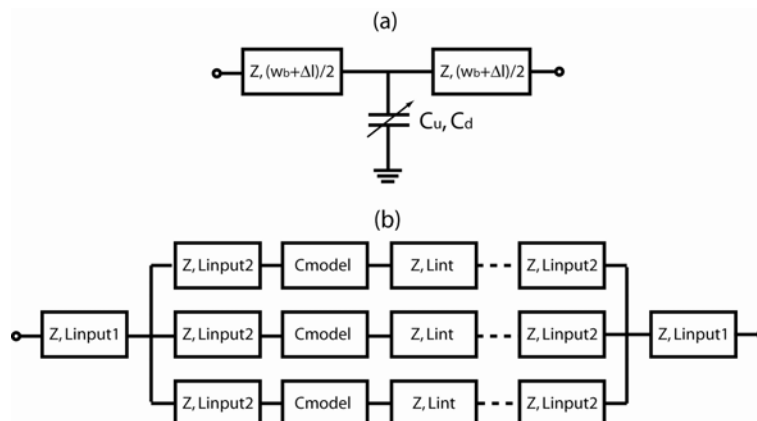 (a)
Z, (wb+Δl)/2 Z, (wb+Δl)/2
Cu, Cd
(b)
Z, Linput2 Cmodel Z, Lint Z, Linput2
Z, Linput1 Z, Linput2 Cmodel Z, Lint Z, Linput2 Z, Linput1
Z, Linput2 Cmodel Z, Lint Z, Linput2